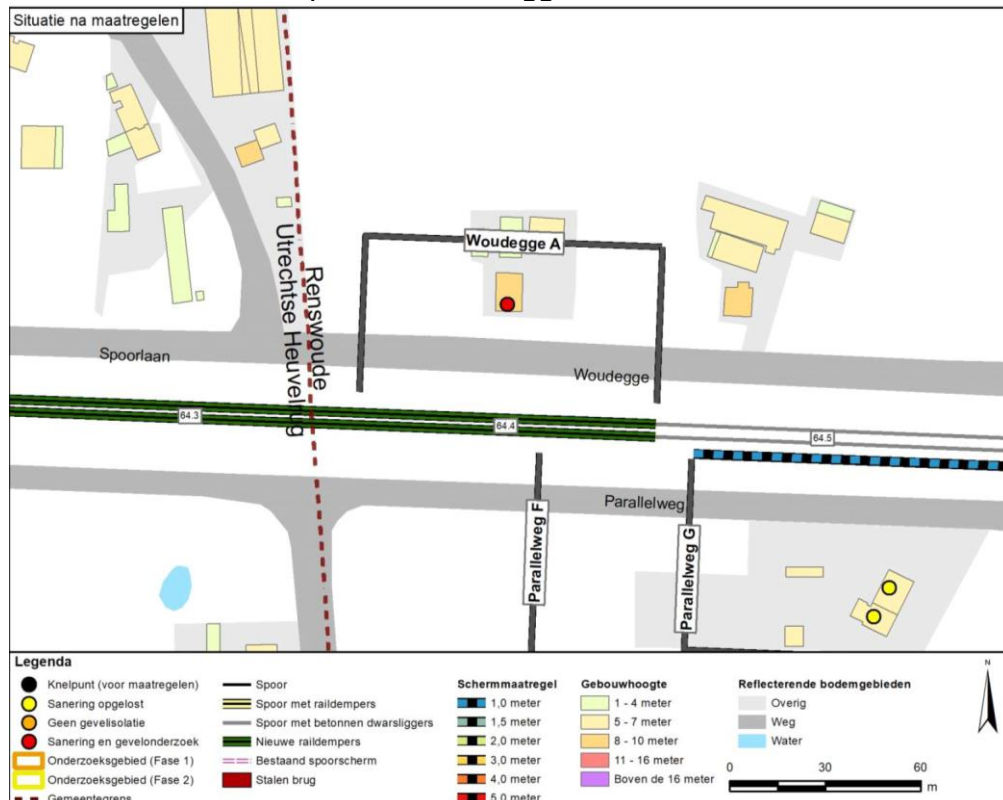 Situatie na maatregelen
Woudegge A
Renswoude
Utrechtse Heuvelrug
Spoorlaan
Woudegge
64.3
64.4
64.5
Parallelweg
Parallelweg F
Parallelweg G
Legenda
Knelpunt (voor maatregelen)
Sanering opgelost
Geen gevelisolatie
Sanering en gevelonderzoek
Onderzoeksgebied (Fase 1)
Onderzoeksgebied (Fase 2)
Gemeentegrens
Spoor
Spoor met raildempers
Spoor met betonnen dwarsliggers
Nieuwe raildempers
Bestaand spoorscherm
Stalen brug
Schermmaatregel
1,0 meter
1,5 meter
2,0 meter
3,0 meter
4,0 meter
5,0 meter
Gebouwhoogte
1 - 4 meter
5 - 7 meter
8 - 10 meter
11 - 16 meter
Boven de 16 meter
Reflecterende bodemgebieden
Overig
Weg
Water
N
0 30 60
m